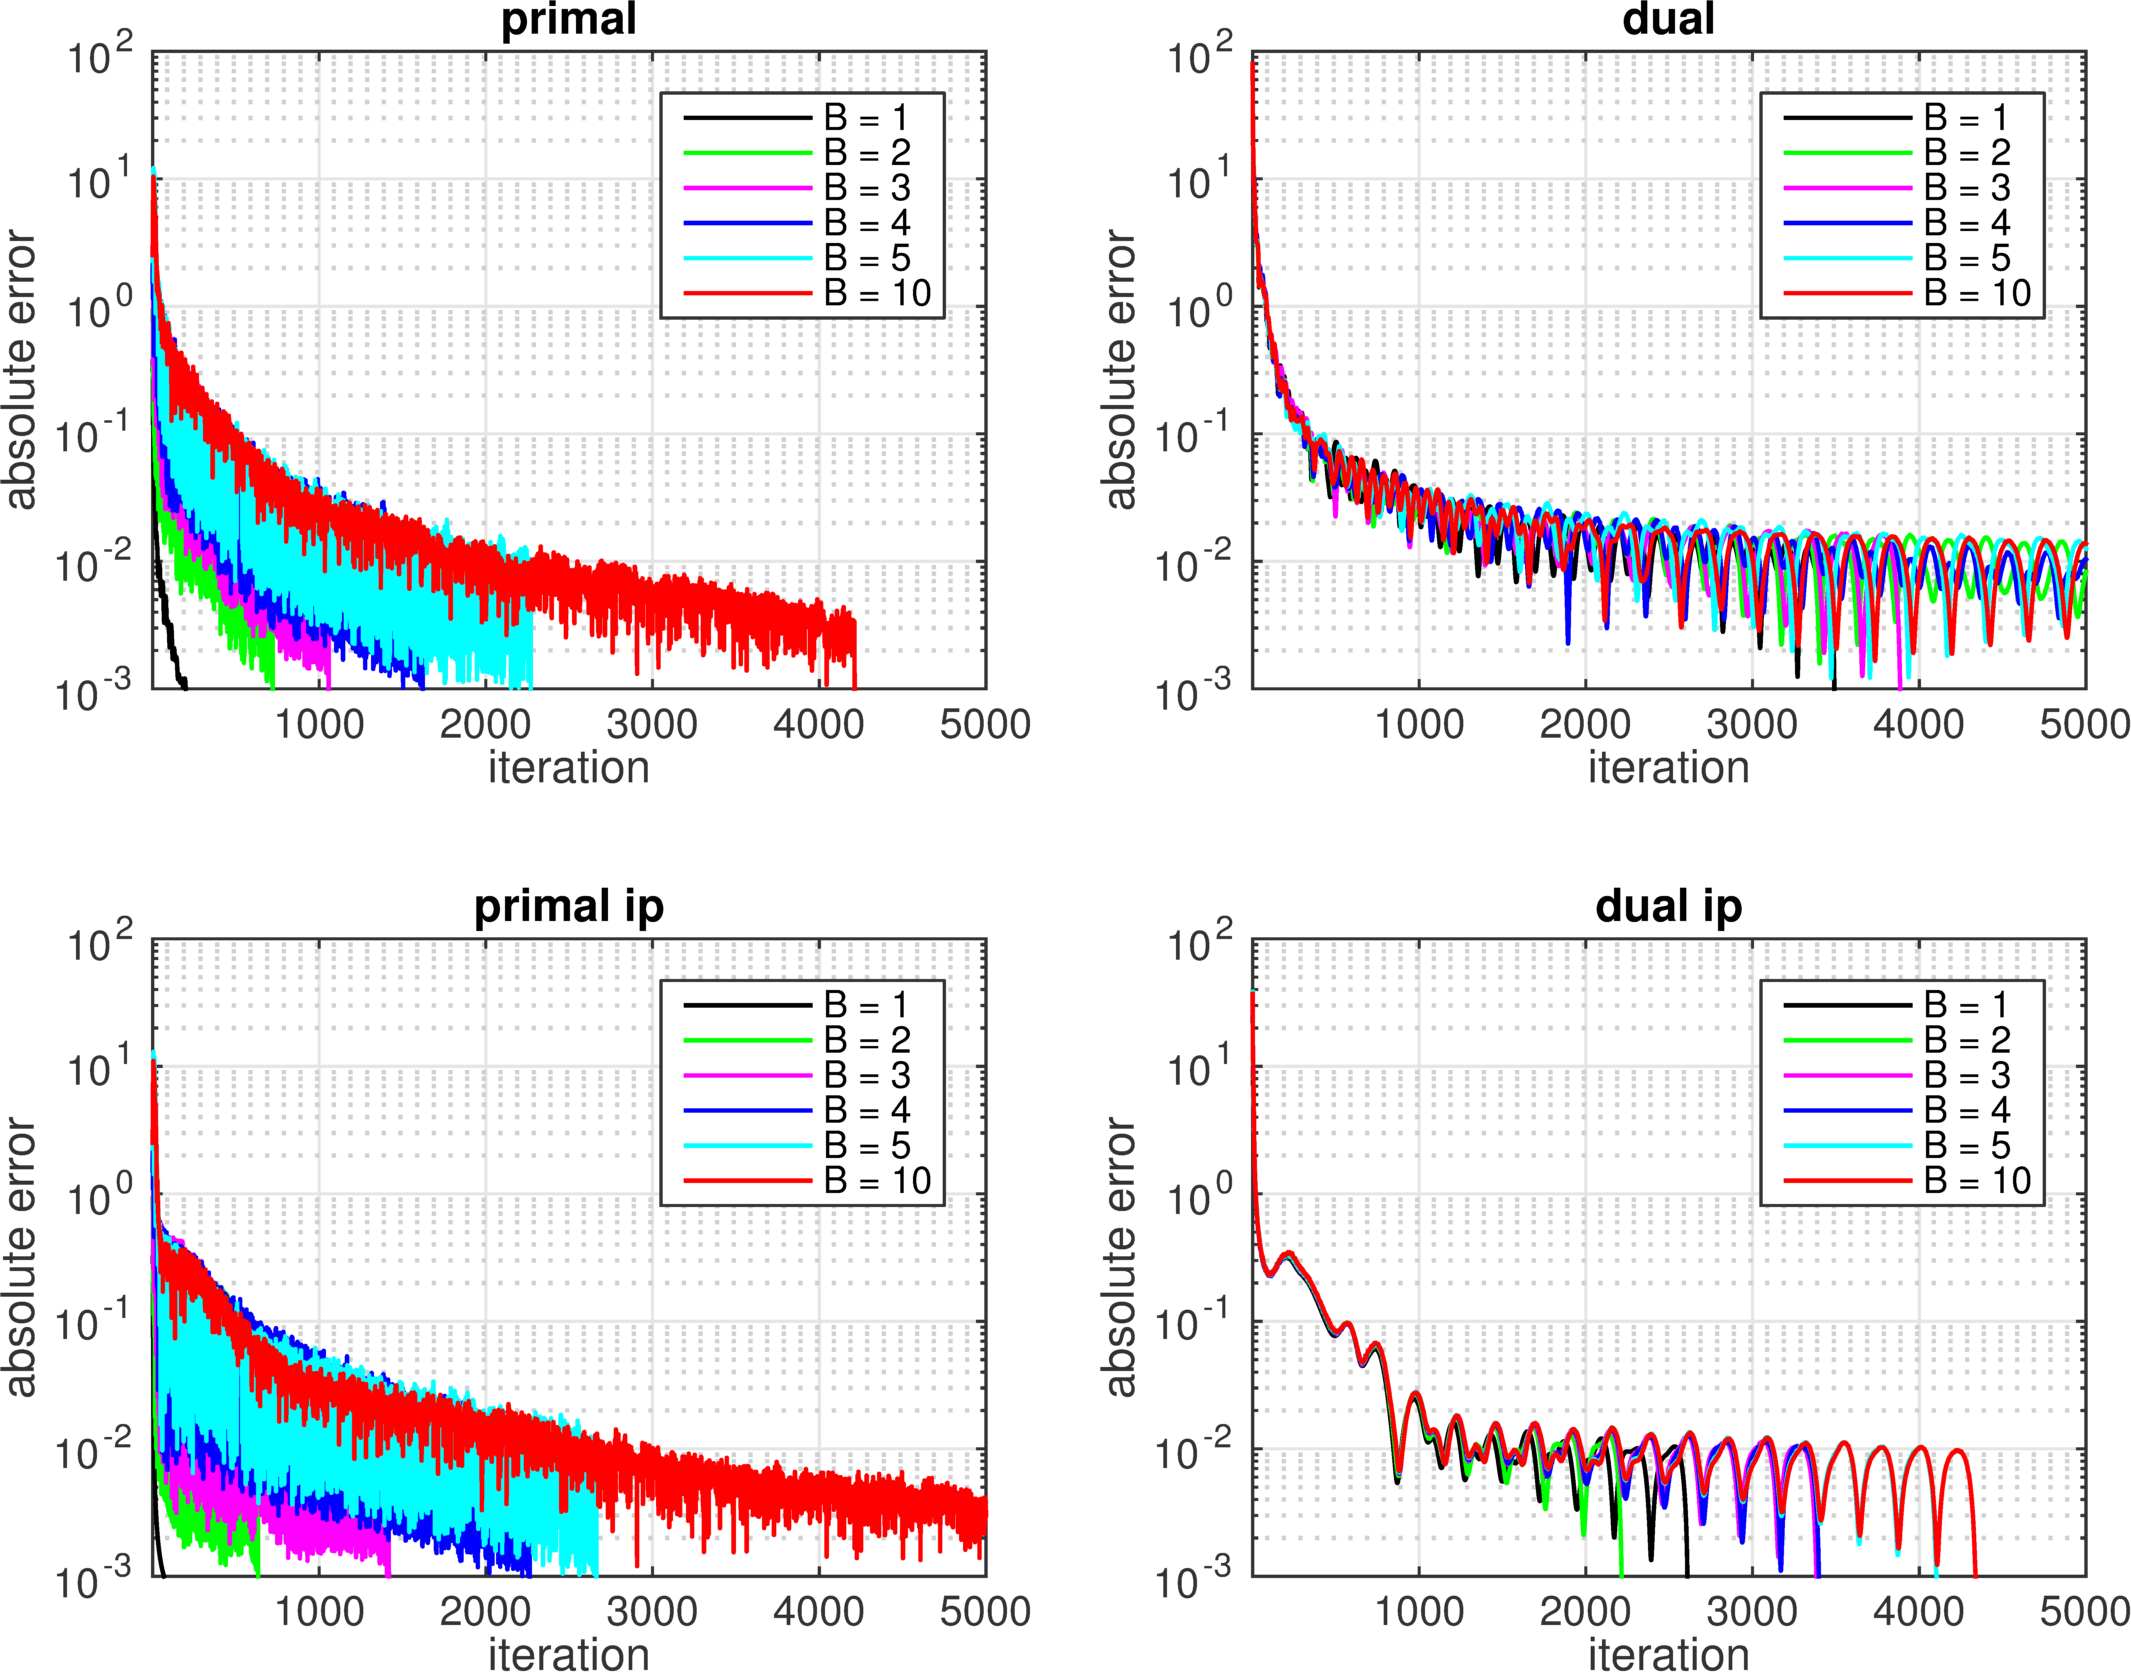 primal
absolute error
10^2
10^1
10^0
10^-1
10^-2
10^-3
B = 1
B = 2
B = 3
B = 4
B = 5
B = 10
1000 2000 3000 4000 5000
iteration
dual
absolute error
10^2
10^1
10^0
10^-1
10^-2
10^-3
B = 1
B = 2
B = 3
B = 4
B = 5
B = 10
1000 2000 3000 4000 5000
iteration
primal ip
absolute error
10^2
10^1
10^0
10^-1
10^-2
10^-3
B = 1
B = 2
B = 3
B = 4
B = 5
B = 10
1000 2000 3000 4000 5000
iteration
dual ip
absolute error
10^2
10^1
10^0
10^-1
10^-2
10^-3
B = 1
B = 2
B = 3
B = 4
B = 5
B = 10
1000 2000 3000 4000 5000
iteration